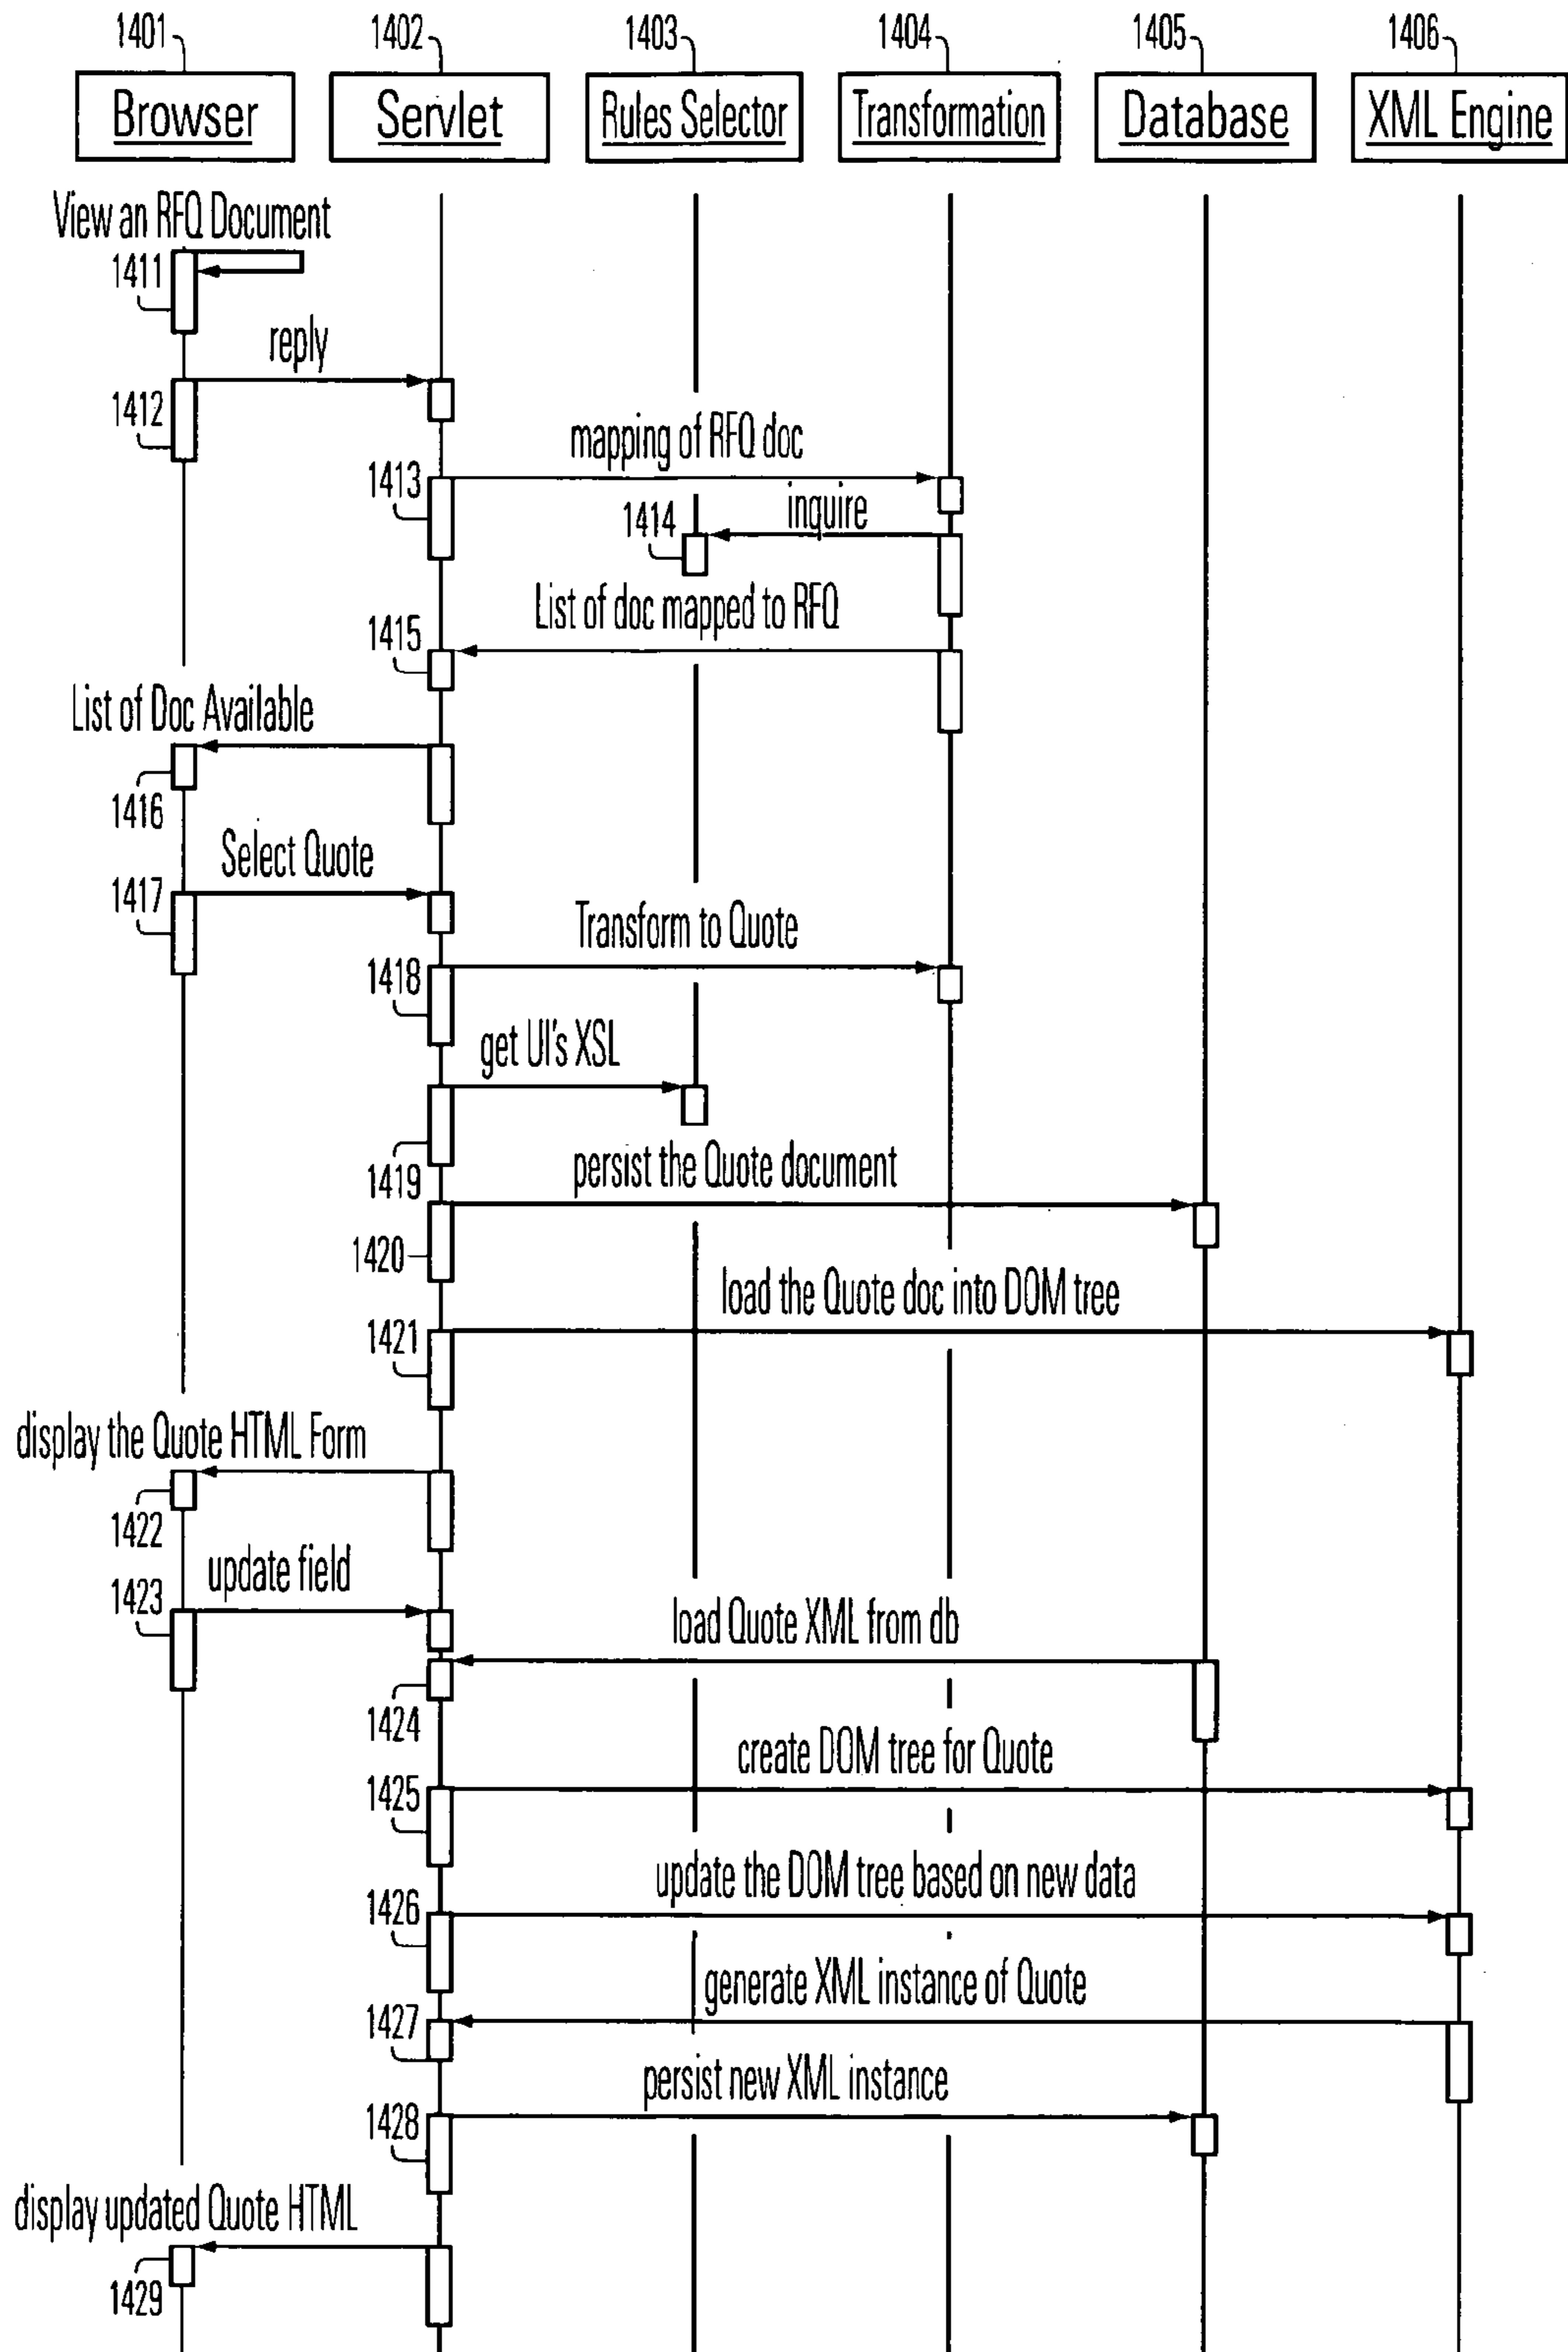 1401 1402 1403 1404 1405 1406
Browser Servlet Rules Selector Transformation Database XML Engine
View an RFQ Document
1411
reply
1412
mapping of RFQ doc
1413
inquire
1414
List of doc mapped to RFQ
1415
List of Doc Available
1416
Select Quote
1417
Transform to Quote
1418
get UI's XSL
1419
persist the Quote document
1420
load the Quote doc into DOM tree
1421
display the Quote HTML Form
1422
update field
1423
load Quote XML from db
1424
create DOM tree for Quote
1425
update the DOM tree based on new data
1426
generate XML instance of Quote
1427
persist new XML instance
1428
display updated Quote HTML
1429